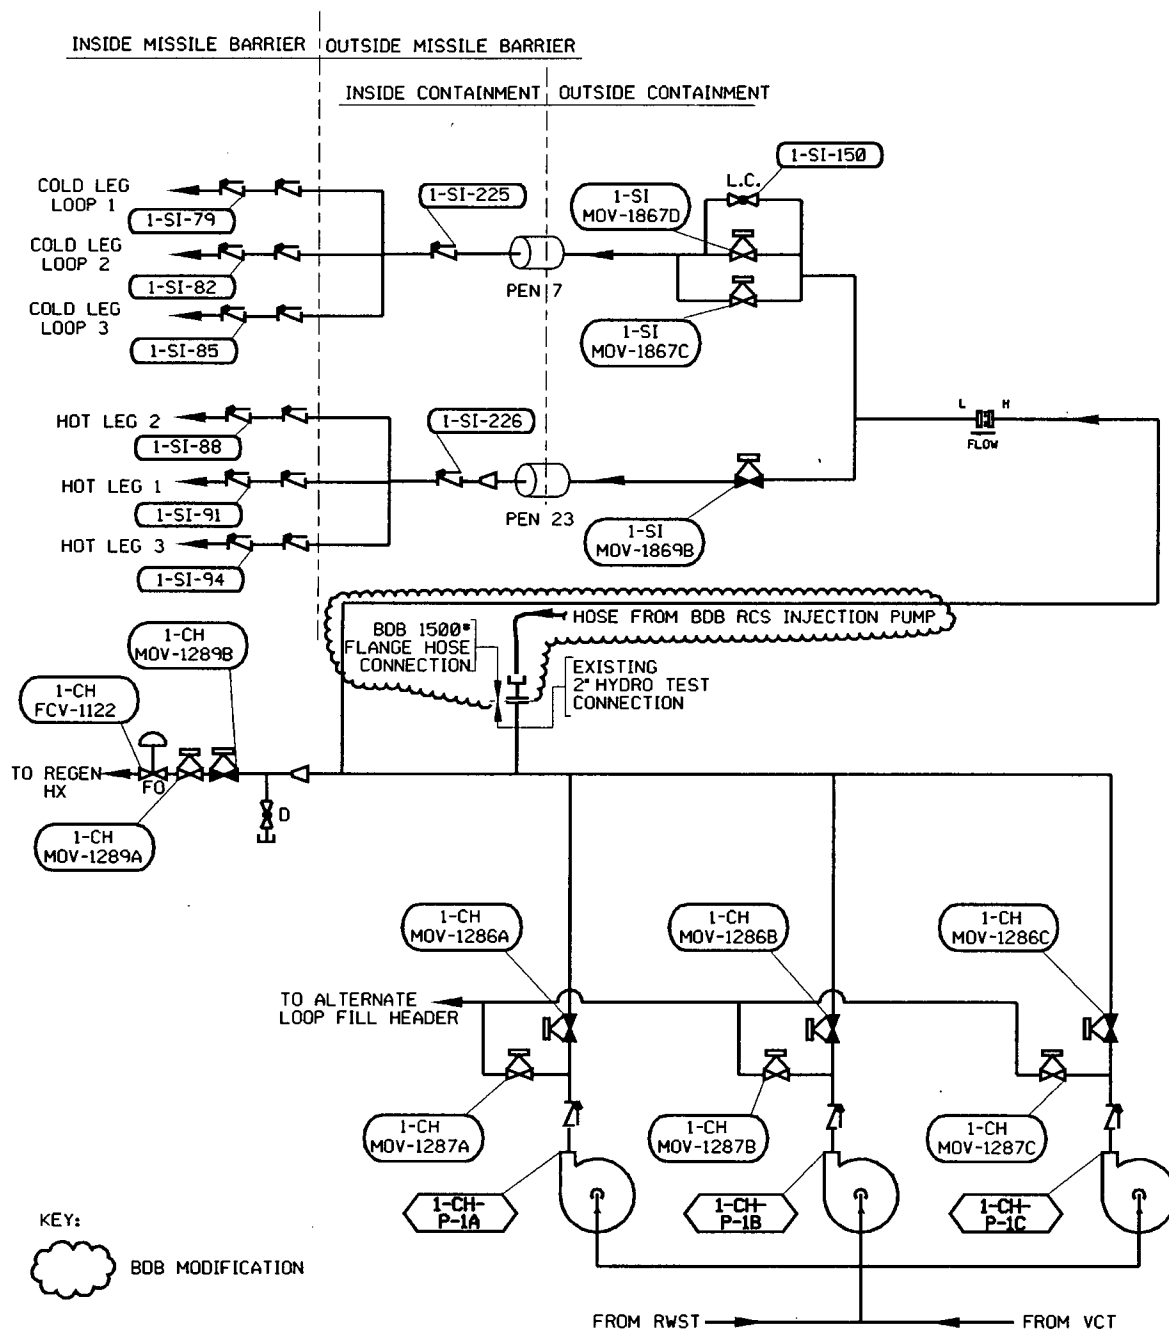 INSIDE MISSILE BARRIER
OUTSIDE MISSILE BARRIER
INSIDE CONTAINMENT
OUTSIDE CONTAINMENT
1-SI-150
L.C.
1-SI
MOV-1867D
1-SI-225
COLD LEG
LOOP 1
1-SI-79
COLD LEG
LOOP 2
1-SI-82
PEN 7
COLD LEG
LOOP 3
1-SI-85
1-SI
MOV-1867C
HOT LEG 2
1-SI-88
1-SI-226
L
H
FLOW
HOT LEG 1
1-SI-91
PEN 23
1-SI
MOV-1869B
HOT LEG 3
1-SI-94
HOSE FROM BDB RCS INJECTION PUMP
BDB 1500#
FLANGE HOSE
CONNECTION
EXISTING
2" HYDRO TEST
CONNECTION
1-CH
MOV-1289B
1-CH
FCV-1122
TO REGEN
HX
FO
D
1-CH
MOV-1289A
1-CH
MOV-1286A
1-CH
MOV-1286B
1-CH
MOV-1286C
TO ALTERNATE
LOOP FILL HEADER
1-CH
MOV-1287A
1-CH
MOV-1287B
1-CH
MOV-1287C
1-CH-
P-1A
1-CH-
P-1B
1-CH-
P-1C
KEY:
BDB MODIFICATION
FROM RWST
FROM VCT